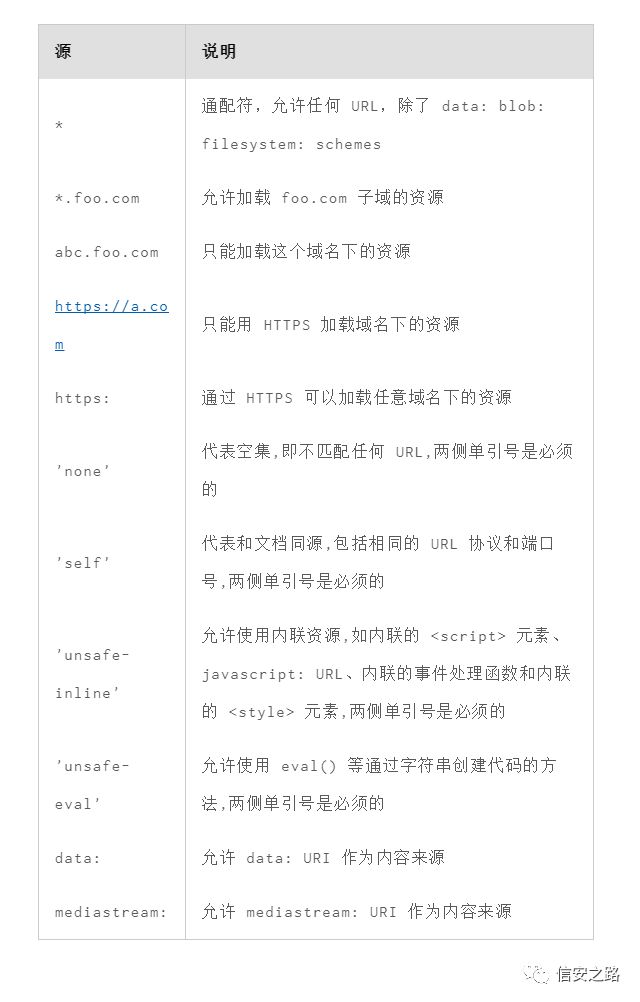 源 说明
* 通配符，允许任何 URL，除了 data: blob:
filesystem: schemes
*.foo.com 允许加载 foo.com 子域的资源
abc.foo.com 只能加载这个域名下的资源
https://a.co
m
只能用 HTTPS 加载域名下的资源
https: 通过 HTTPS 可以加载任意域名下的资源
'none' 代表空集,即不匹配任何 URL,两侧单引号是必须
的
'self' 代表和文档同源,包括相同的 URL 协议和端口
号,两侧单引号是必须的
'unsafe-
inline'
允许使用内联资源,如内联的 <script> 元素、
javascript: URL、内联的事件处理函数和内联
的 <style> 元素,两侧单引号是必须的
'unsafe-
eval'
允许使用 eval() 等通过字符串创建代码的方
法,两侧单引号是必须的
data: 允许 data: URI 作为内容来源
mediastream: 允许 mediastream: URI 作为内容来源
信安之路